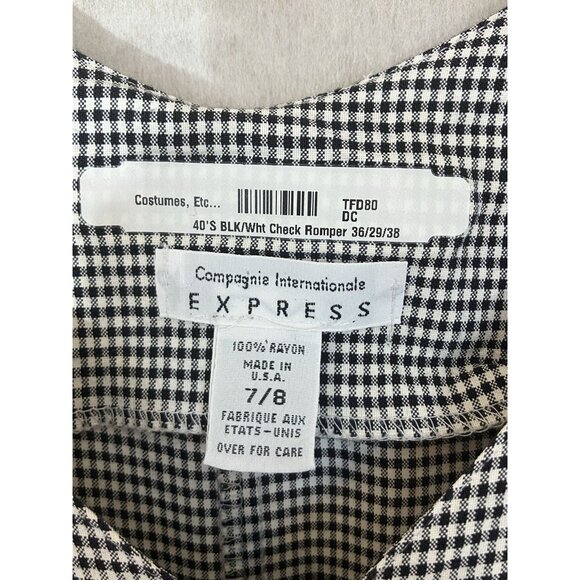 Costumes, Etc... TFD80
DC
40'S BLK/Wht Check Romper 36/29/38
Compagnie Internationale
EXPRESS
100% RAYON
MADE IN
U.S.A.
7/8
FABRIQUE AUX
ETATS-UNIS
OVER FOR CARE